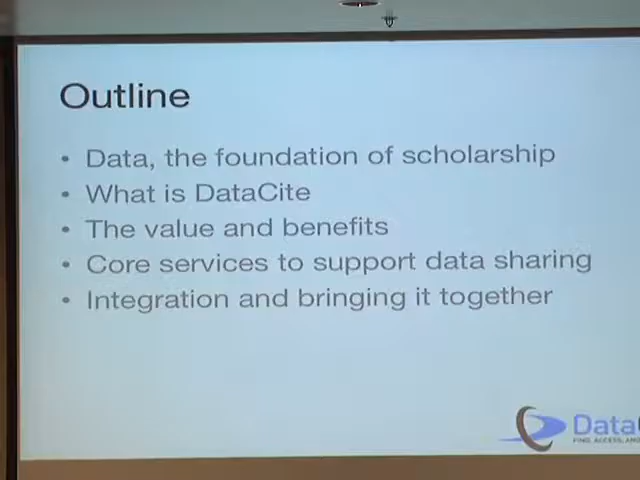 Outline
• Data, the foundation of scholarship
• What is DataCite
• The value and benefits
• Core services to support data sharing
• Integration and bringing it together
Data
FIND, ACCESS, AND